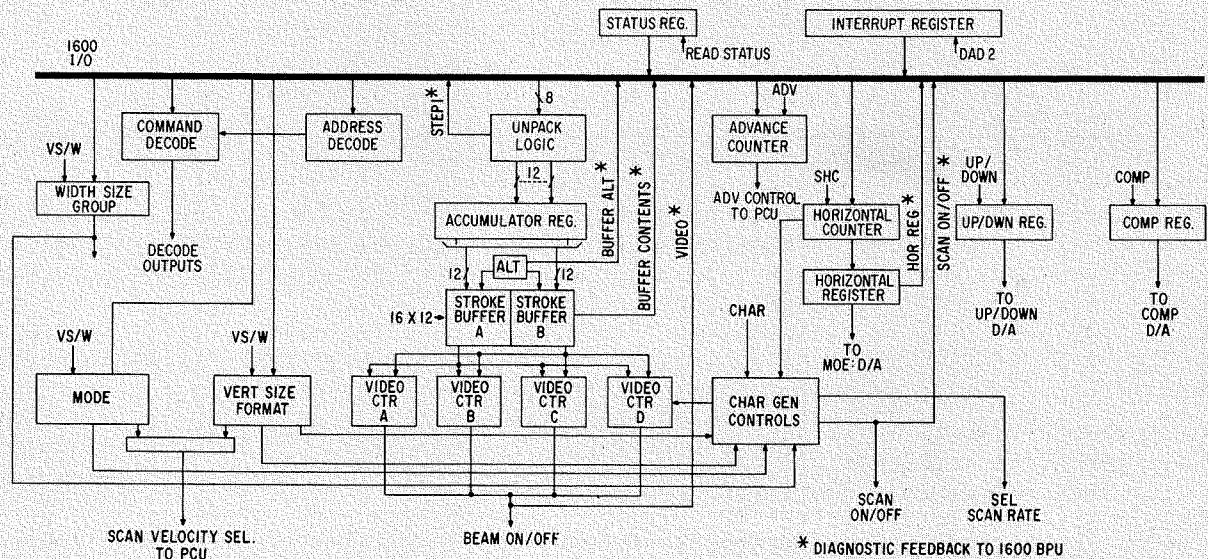 STATUS REG.
READ STATUS
INTERRUPT REGISTER
DAD 2
1600
I/O
VS/W
WIDTH SIZE
GROUP
COMMAND
DECODE
DECODE
OUTPUTS
ADDRESS
DECODE
STEP1*
8
UNPACK
LOGIC
12
ACCUMULATOR REG.
BUFFER ALT*
BUFFER CONTENTS*
VIDEO*
ADV
ADVANCE
COUNTER
ADV CONTROL
TO PCU
SHC
HORIZONTAL
COUNTER
HORIZONTAL
REGISTER
TO
MOE: D/A
HOR REG*
SCAN ON/OFF*
UP/
DOWN
UP/DWN REG.
TO
UP/DOWN
D/A
COMP
COMP REG.
TO
COMP
D/A
12
ALT
12
16 X 12
STROKE
BUFFER
A
STROKE
BUFFER
B
VS/W
MODE
VS/W
VERT SIZE
FORMAT
VIDEO
CTR
A
VIDEO
CTR
B
VIDEO
CTR
C
VIDEO
CTR
D
CHAR
CHAR GEN
CONTROLS
SCAN VELOCITY SEL.
TO PCU
BEAM ON/OFF
SCAN
ON/OFF
SEL
SCAN RATE
* DIAGNOSTIC FEEDBACK TO 1600 BPU